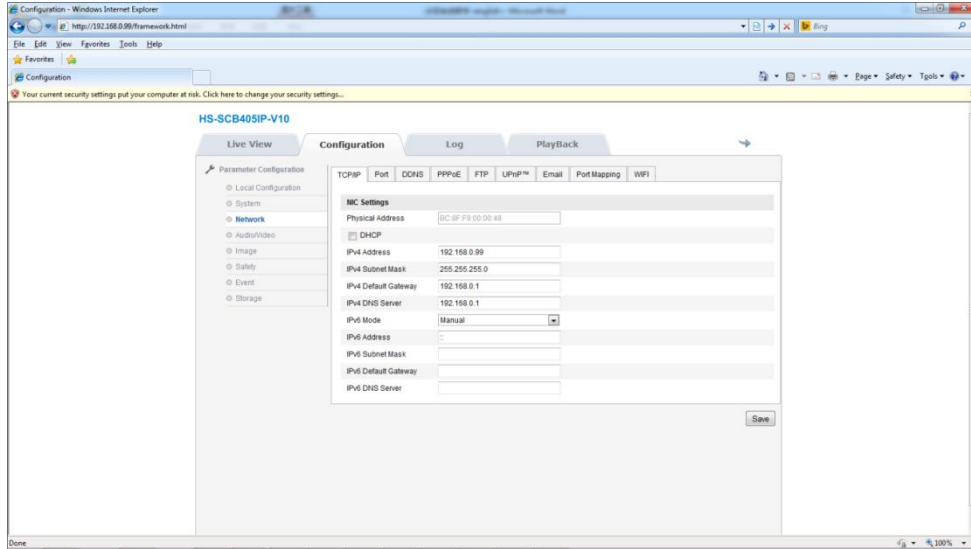 Configuration - Windows Internet Explorer
http://192.168.0.99/framework.html
Bing
File Edit View Favorites Tools Help
Favorites
Configuration
Page Safety Tools
Your current security settings put your computer at risk. Click here to change your security settings...
HS-SCB405IP-V10
Live View Configuration Log PlayBack
Parameter Configuration
Local Configuration
System
Network
Audio/Video
Image
Safety
Event
Storage
TCP/IP Port DDNS PPPoE FTP UPnP™ Email Port Mapping WIFI
NIC Settings
Physical Address BC:8F:F9:00:00:48
DHCP
IPv4 Address 192.168.0.99
IPv4 Subnet Mask 255.255.255.0
IPv4 Default Gateway 192.168.0.1
IPv4 DNS Server 192.168.0.1
IPv6 Mode Manual
IPv6 Address ::
IPv6 Subnet Mask
IPv6 Default Gateway
IPv6 DNS Server
Save
Done
100%